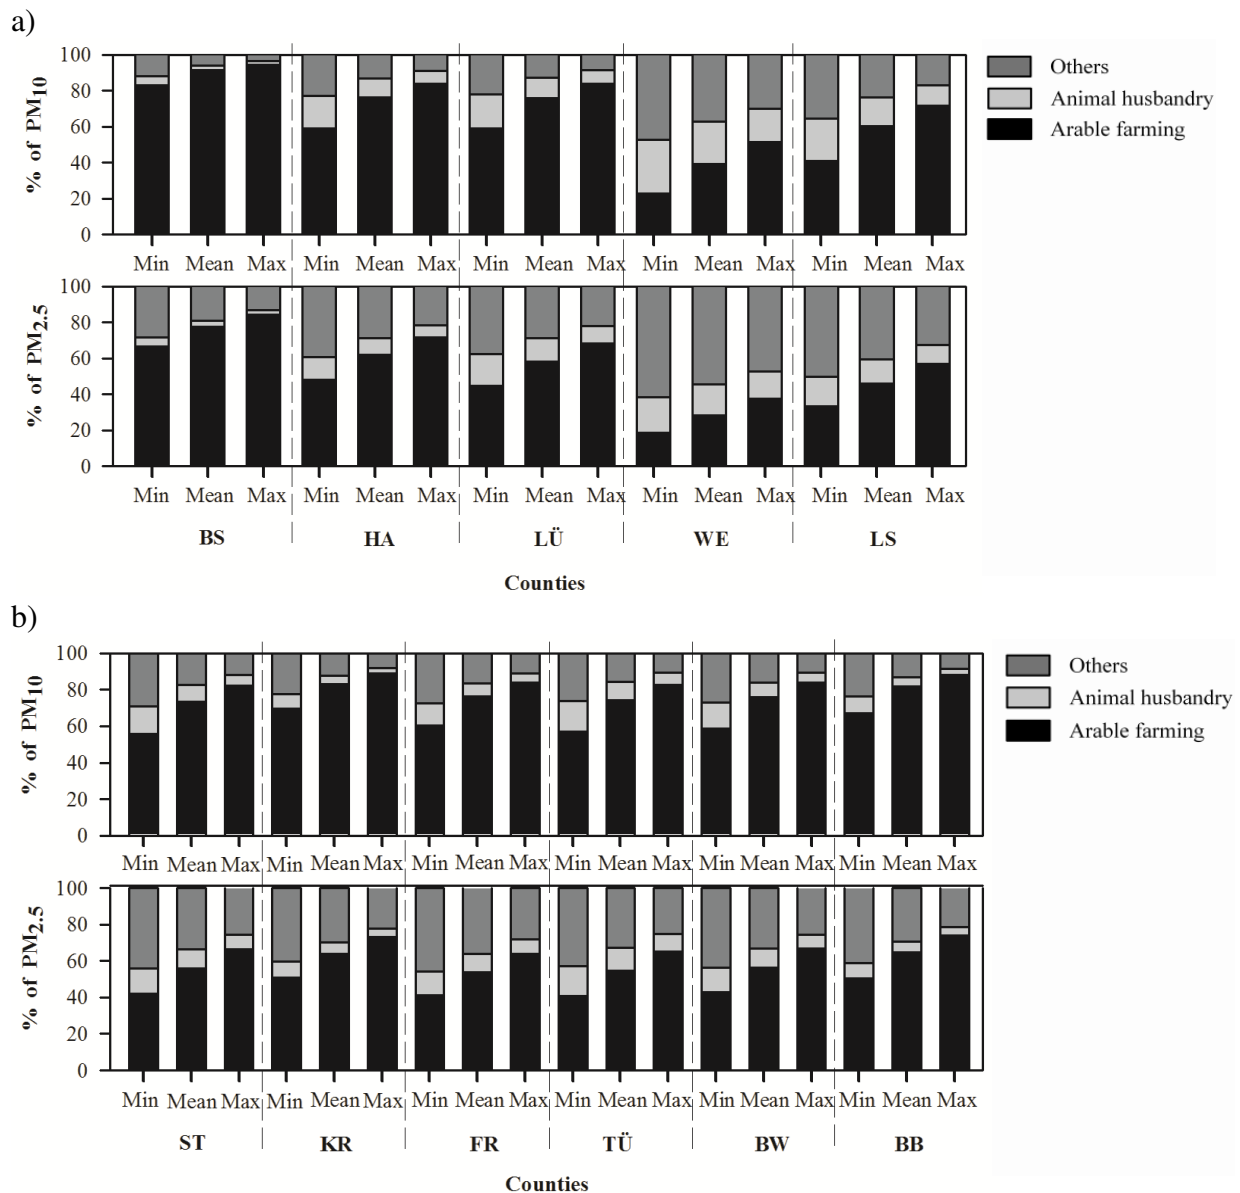 a)
% of PM10
100
80
60
40
20
0
Others
Animal husbandry
Arable farming
Min Mean Max Min Mean Max Min Mean Max Min Mean Max Min Mean Max
% of PM2.5
100
80
60
40
20
0
Min Mean Max Min Mean Max Min Mean Max Min Mean Max Min Mean Max
BS HA LÜ WE LS
Counties
b)
% of PM10
100
80
60
40
20
0
Others
Animal husbandry
Arable farming
Min Mean Max Min Mean Max Min Mean Max Min Mean Max Min Mean Max Min Mean Max
% of PM2.5
100
80
60
40
20
0
Min Mean Max Min Mean Max Min Mean Max Min Mean Max Min Mean Max Min Mean Max
ST KR FR TÜ BW BB
Counties